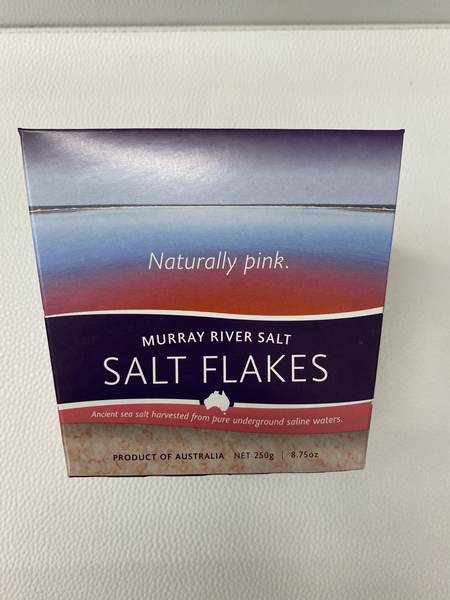 Naturally pink.
MURRAY RIVER SALT
SALT FLAKES
Ancient sea salt harvested from pure underground saline waters.
PRODUCT OF AUSTRALIA NET 250g | 8.75oz